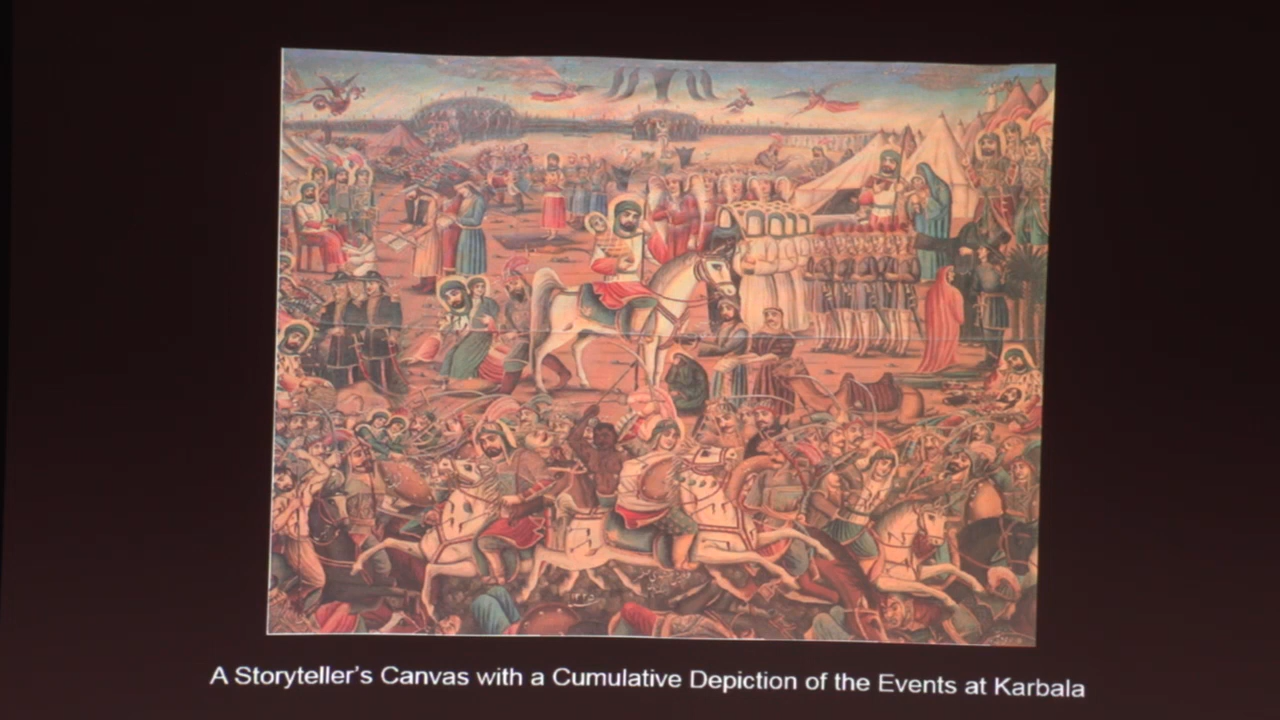 A Storyteller's Canvas with a Cumulative Depiction of the Events at Karbala